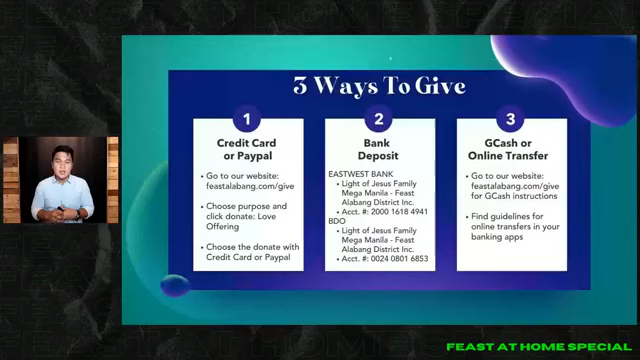 3 Ways To Give
1
Credit Card
or Paypal
• Go to our website:
feastalabang.com/give
• Choose purpose and
click donate: Love
Offering
• Choose the donate with
Credit Card or Paypal
2
Bank
Deposit
EASTWEST BANK
• Light of Jesus Family
Mega Manila - Feast
Alabang District Inc.
• Acct. #: 2000 1618 4941
BDO
• Light of Jesus Family
Mega Manila - Feast
Alabang District Inc.
• Acct. #: 0024 0801 6853
3
GCash or
Online Transfer
• Go to our website:
feastalabang.com/give
for GCash instructions
• Find guidelines for
online transfers in your
banking apps
FEAST AT HOME SPECIAL